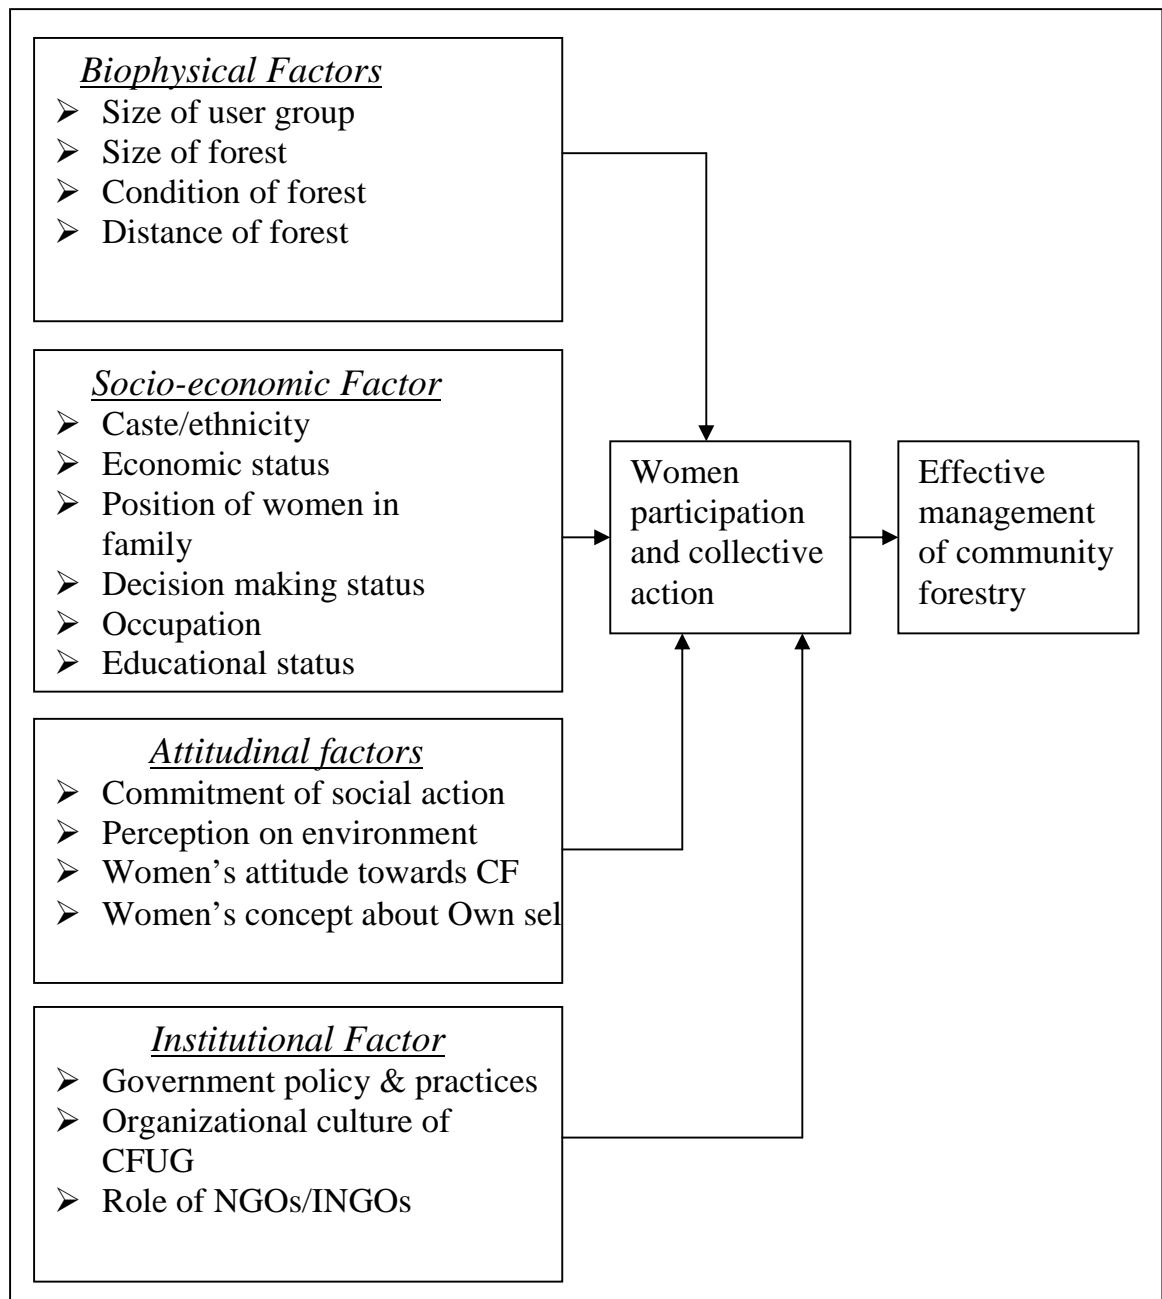 Biophysical Factors
➢ Size of user group
➢ Size of forest
➢ Condition of forest
➢ Distance of forest
Socio-economic Factor
➢ Caste/ethnicity
➢ Economic status
➢ Position of women in
family
➢ Decision making status
➢ Occupation
➢ Educational status
Attitudinal factors
➢ Commitment of social action
➢ Perception on environment
➢ Women’s attitude towards CF
➢ Women’s concept about Own sel
Institutional Factor
➢ Government policy & practices
➢ Organizational culture of
CFUG
➢ Role of NGOs/INGOs
Women
participation
and collective
action
Effective
management
of community
forestry